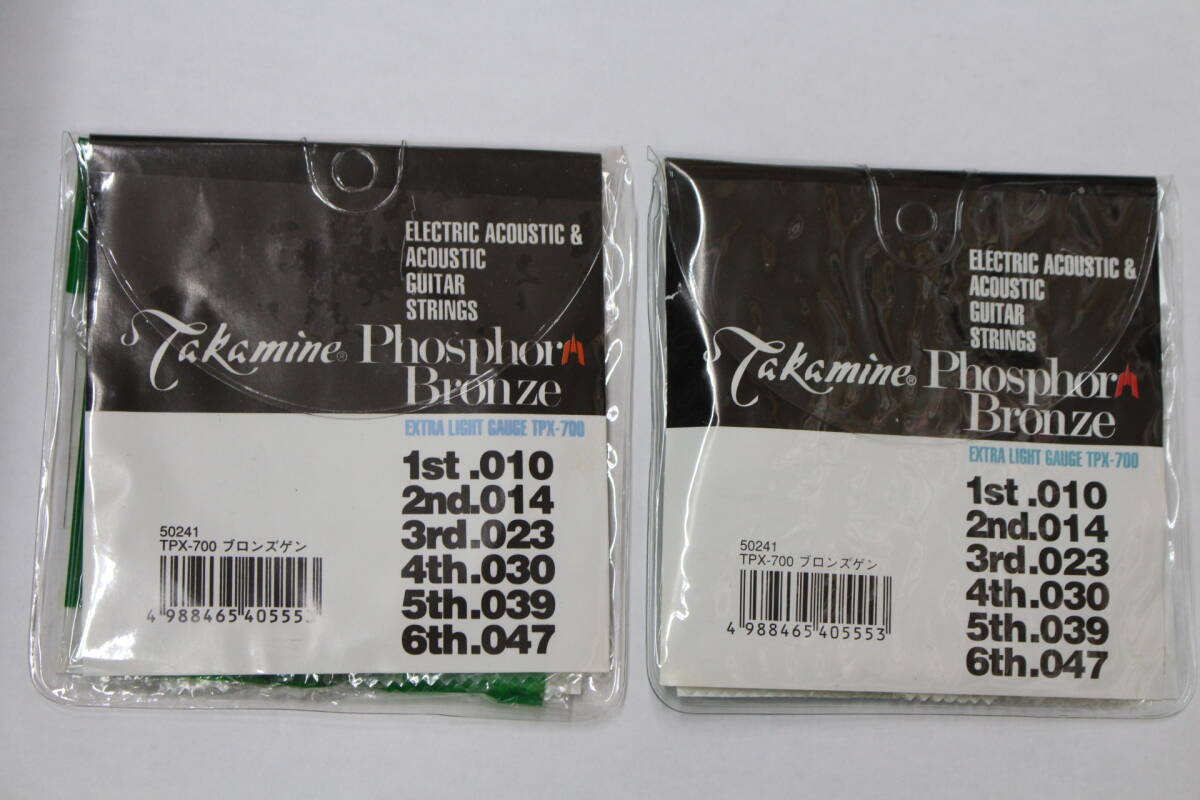 ELECTRIC ACOUSTIC &
ACOUSTIC
GUITAR
STRINGS
Takamine® Phosphor
Bronze
EXTRA LIGHT GAUGE TPX-700
1st .010
2nd.014
3rd.023
4th.030
5th.039
6th.047
50241
TPX-700 ブロンズゲン
4 988465 405553
ELECTRIC ACOUSTIC &
ACOUSTIC
GUITAR
STRINGS
Takamine® Phosphor
Bronze
EXTRA LIGHT GAUGE TPX-700
1st .010
2nd.014
3rd.023
4th.030
5th.039
6th.047
50241
TPX-700 ブロンズゲン
4 988465 405553